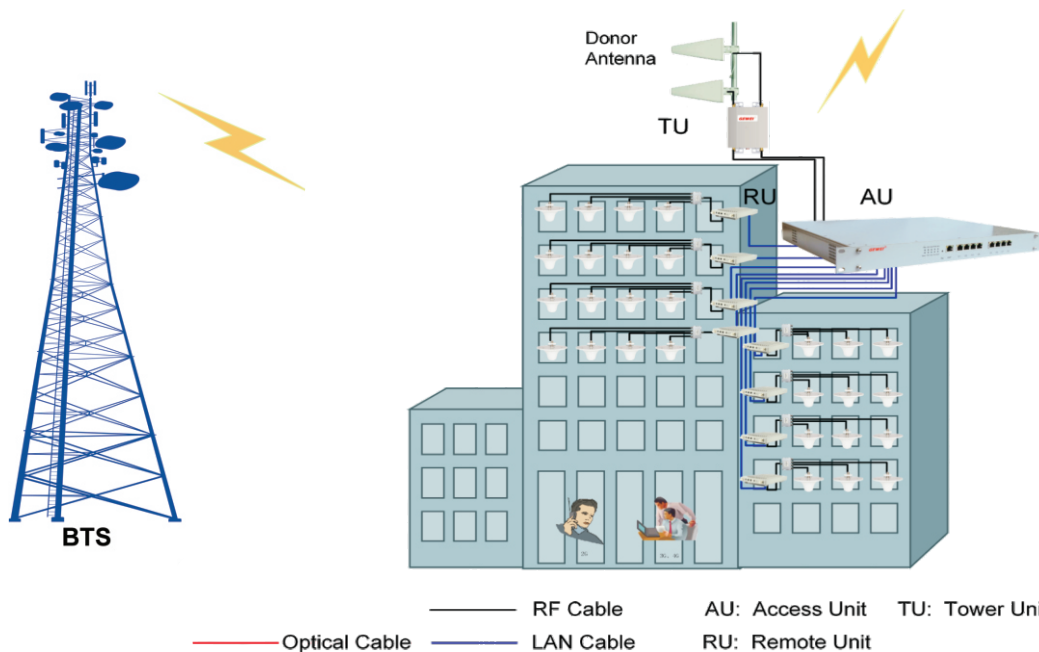 Donor
Antenna
TU
RU
AU
BTS
RF Cable
AU: Access Unit
TU: Tower Uni
Optical Cable
LAN Cable
RU: Remote Unit